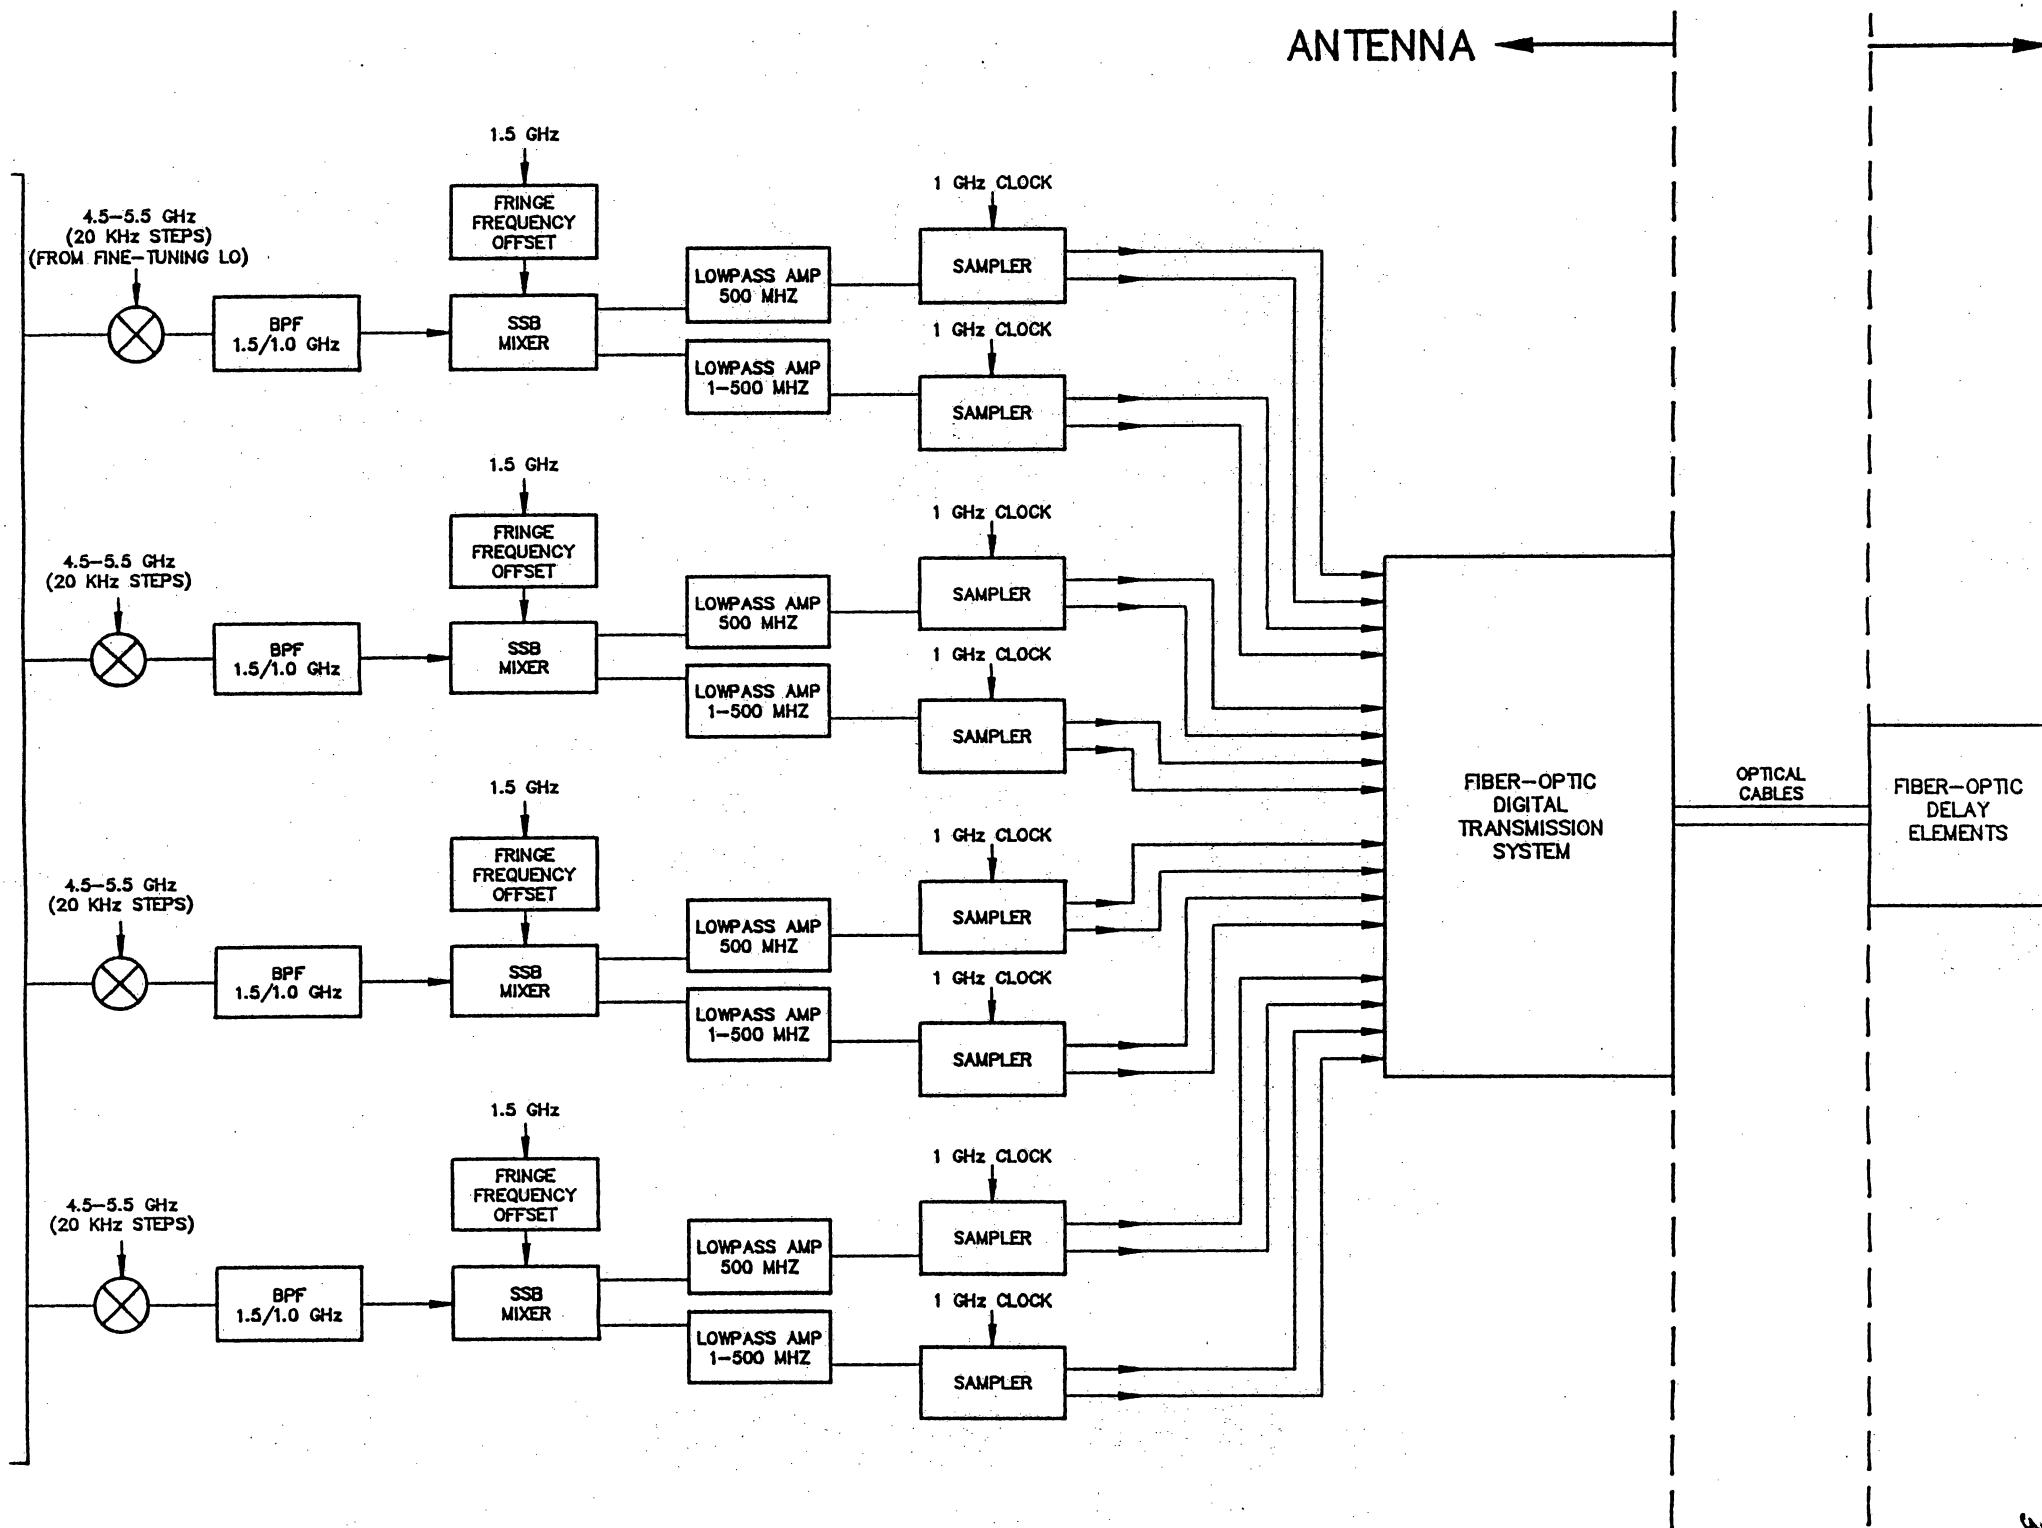 ANTENNA
1.5 GHz
FRINGE
FREQUENCY
OFFSET
4.5-5.5 GHz
(20 KHz STEPS)
(FROM FINE-TUNING LO)
BPF
1.5/1.0 GHz
SSB
MIXER
LOWPASS AMP
500 MHZ
LOWPASS AMP
1-500 MHZ
1 GHz CLOCK
SAMPLER
1 GHz CLOCK
SAMPLER
1.5 GHz
FRINGE
FREQUENCY
OFFSET
4.5-5.5 GHz
(20 KHz STEPS)
BPF
1.5/1.0 GHz
SSB
MIXER
LOWPASS AMP
500 MHZ
LOWPASS AMP
1-500 MHZ
1 GHz CLOCK
SAMPLER
1 GHz CLOCK
SAMPLER
1.5 GHz
FRINGE
FREQUENCY
OFFSET
4.5-5.5 GHz
(20 KHz STEPS)
BPF
1.5/1.0 GHz
SSB
MIXER
LOWPASS AMP
500 MHZ
LOWPASS AMP
1-500 MHZ
1 GHz CLOCK
SAMPLER
1 GHz CLOCK
SAMPLER
1.5 GHz
FRINGE
FREQUENCY
OFFSET
4.5-5.5 GHz
(20 KHz STEPS)
BPF
1.5/1.0 GHz
SSB
MIXER
LOWPASS AMP
500 MHZ
LOWPASS AMP
1-500 MHZ
1 GHz CLOCK
SAMPLER
1 GHz CLOCK
SAMPLER
FIBER-OPTIC
DIGITAL
TRANSMISSION
SYSTEM
OPTICAL
CABLES
FIBER-OPTIC
DELAY
ELEMENTS